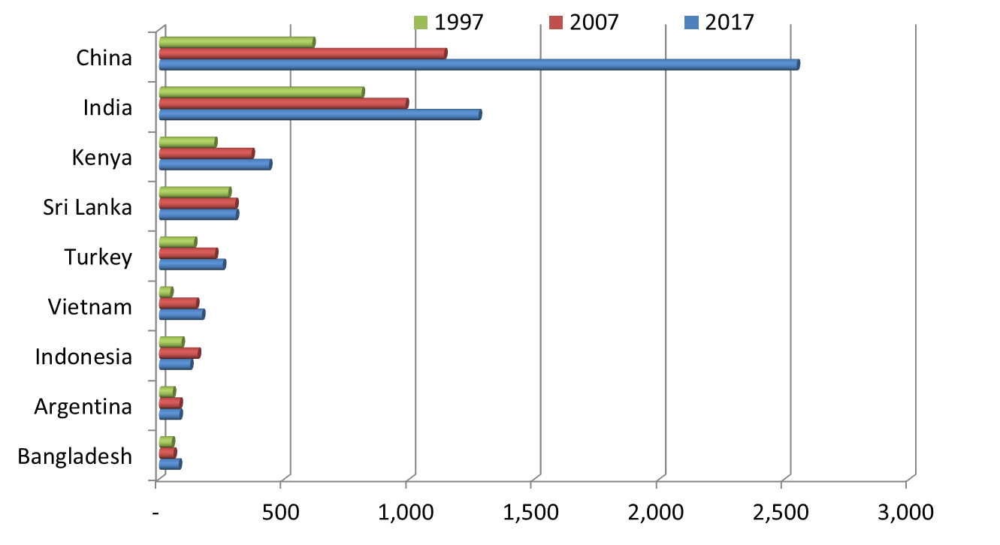 1997 2007 2017
China
India
Kenya
Sri Lanka
Turkey
Vietnam
Indonesia
Argentina
Bangladesh
- 500 1,000 1,500 2,000 2,500 3,000